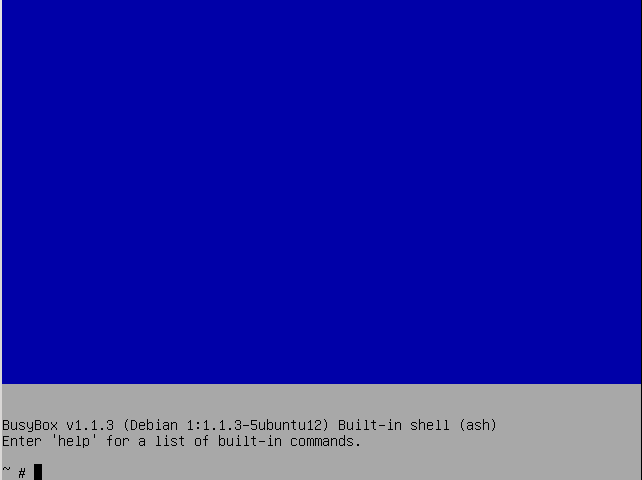 BusyBox v1.1.3 (Debian 1:1.1.3-5ubuntu12) Built-in shell (ash)
Enter 'help' for a list of built-in commands.
~ #